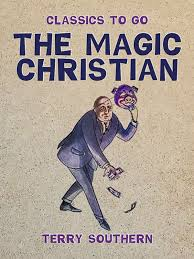 CLASSICS TO GO
THE MAGIC
CHRISTIAN
TERRY SOUTHERN